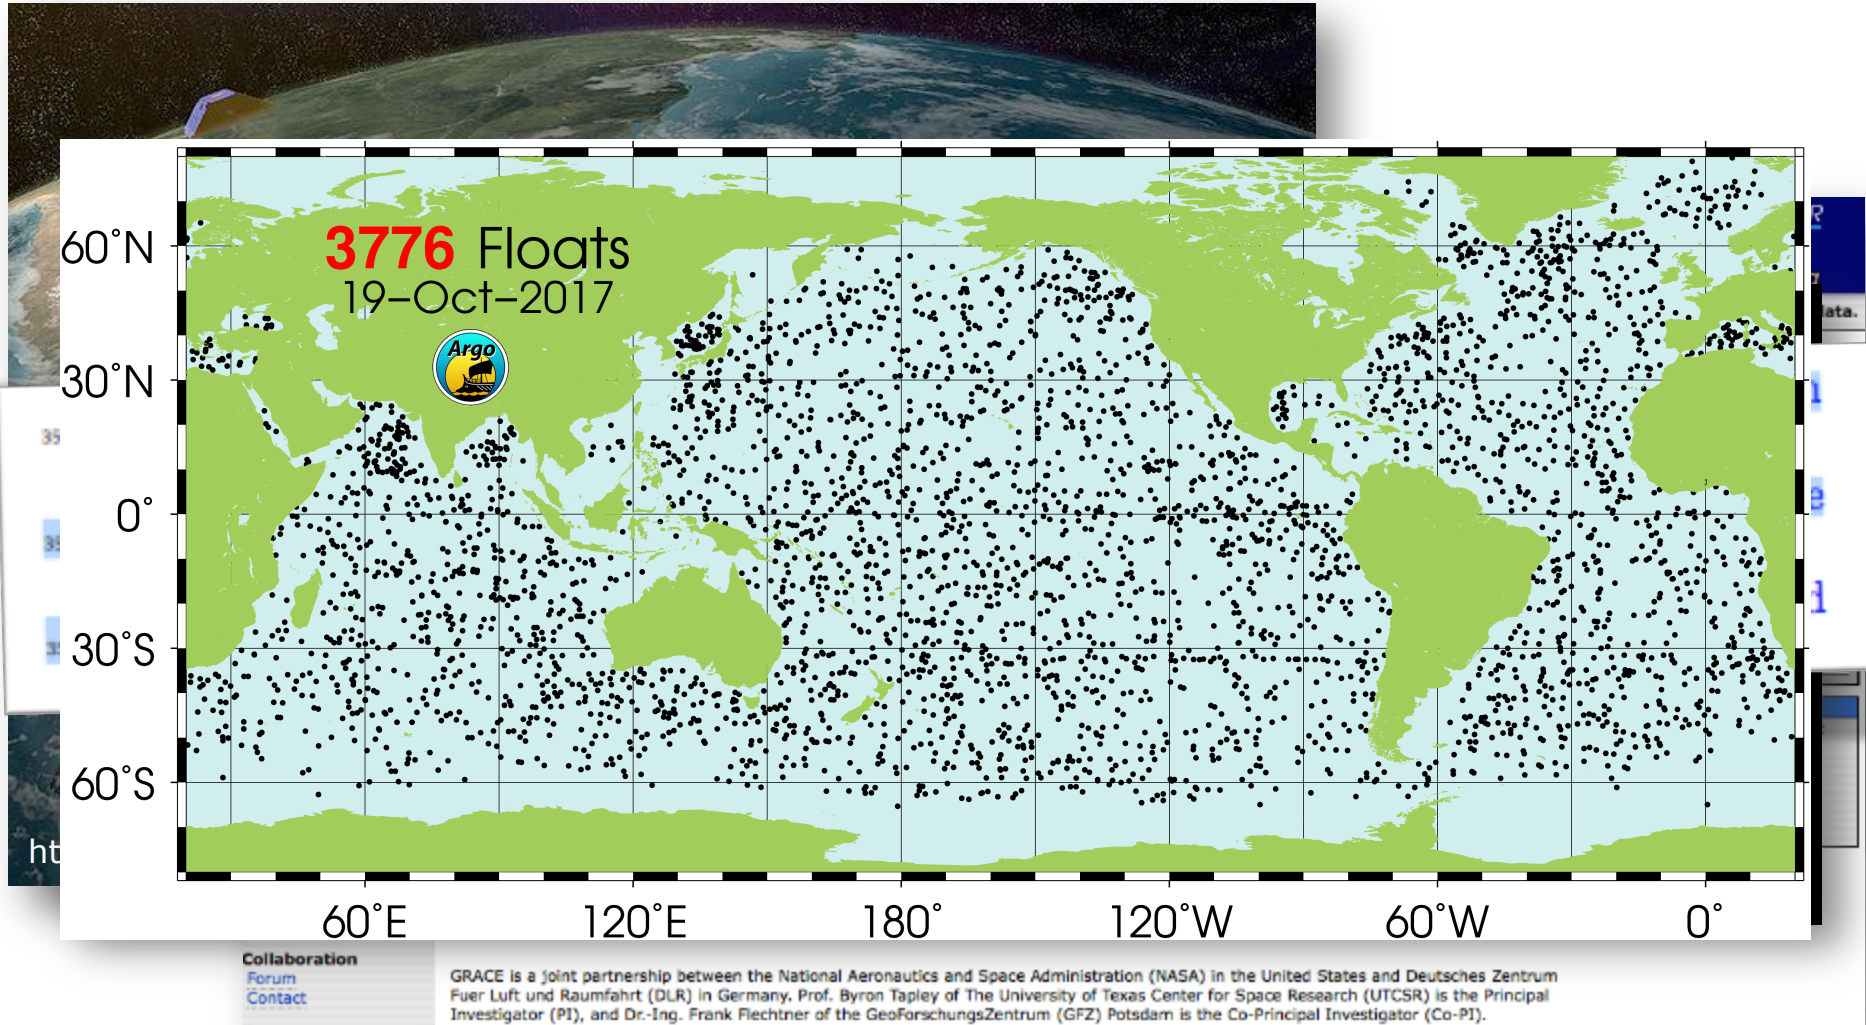 3776 Floats
19–Oct–2017
Argo
60°N
30°N
0°
30°S
60°S
60°E
120°E
180°
120°W
60°W
0°
data.
ht
Collaboration
Forum
Contact
GRACE is a joint partnership between the National Aeronautics and Space Administration (NASA) in the United States and Deutsches Zentrum
Fuer Luft und Raumfahrt (DLR) in Germany. Prof. Byron Tapley of The University of Texas Center for Space Research (UTCSR) is the Principal
Investigator (PI), and Dr.-Ing. Frank Flechtner of the GeoForschungsZentrum (GFZ) Potsdam is the Co-Principal Investigator (Co-PI).